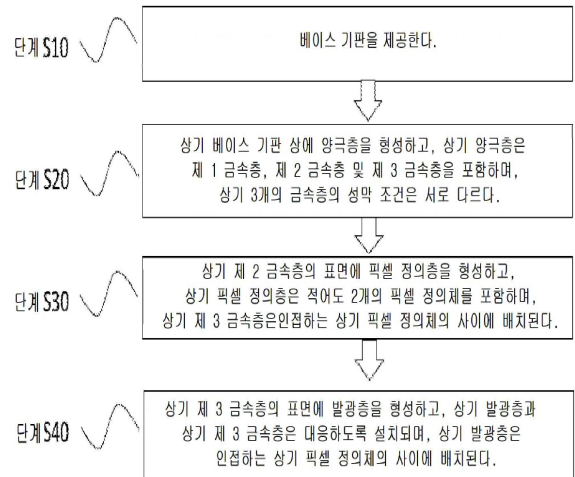 단계 S10
베이스 기판을 제공한다.
단계 S20
상기 베이스 기판 상에 양극층을 형성하고, 상기 양극층은
제 1 금속층, 제 2 금속층 및 제 3 금속층을 포함하며,
상기 3개의 금속층의 성막 조건은 서로 다르다.
단계 S30
상기 제 2 금속층의 표면에 픽셀 정의층을 형성하고,
상기 픽셀 정의층은 적어도 2개의 픽셀 정의체를 포함하며,
상기 제 3 금속층은인접하는 상기 픽셀 정의체의 사이에 배치된다.
단계 S40
상기 제 3 금속층의 표면에 발광층을 형성하고, 상기 발광층과
상기 제 3 금속층은 대응하도록 설치되며, 상기 발광층은
인접하는 상기 픽셀 정의체의 사이에 배치된다.